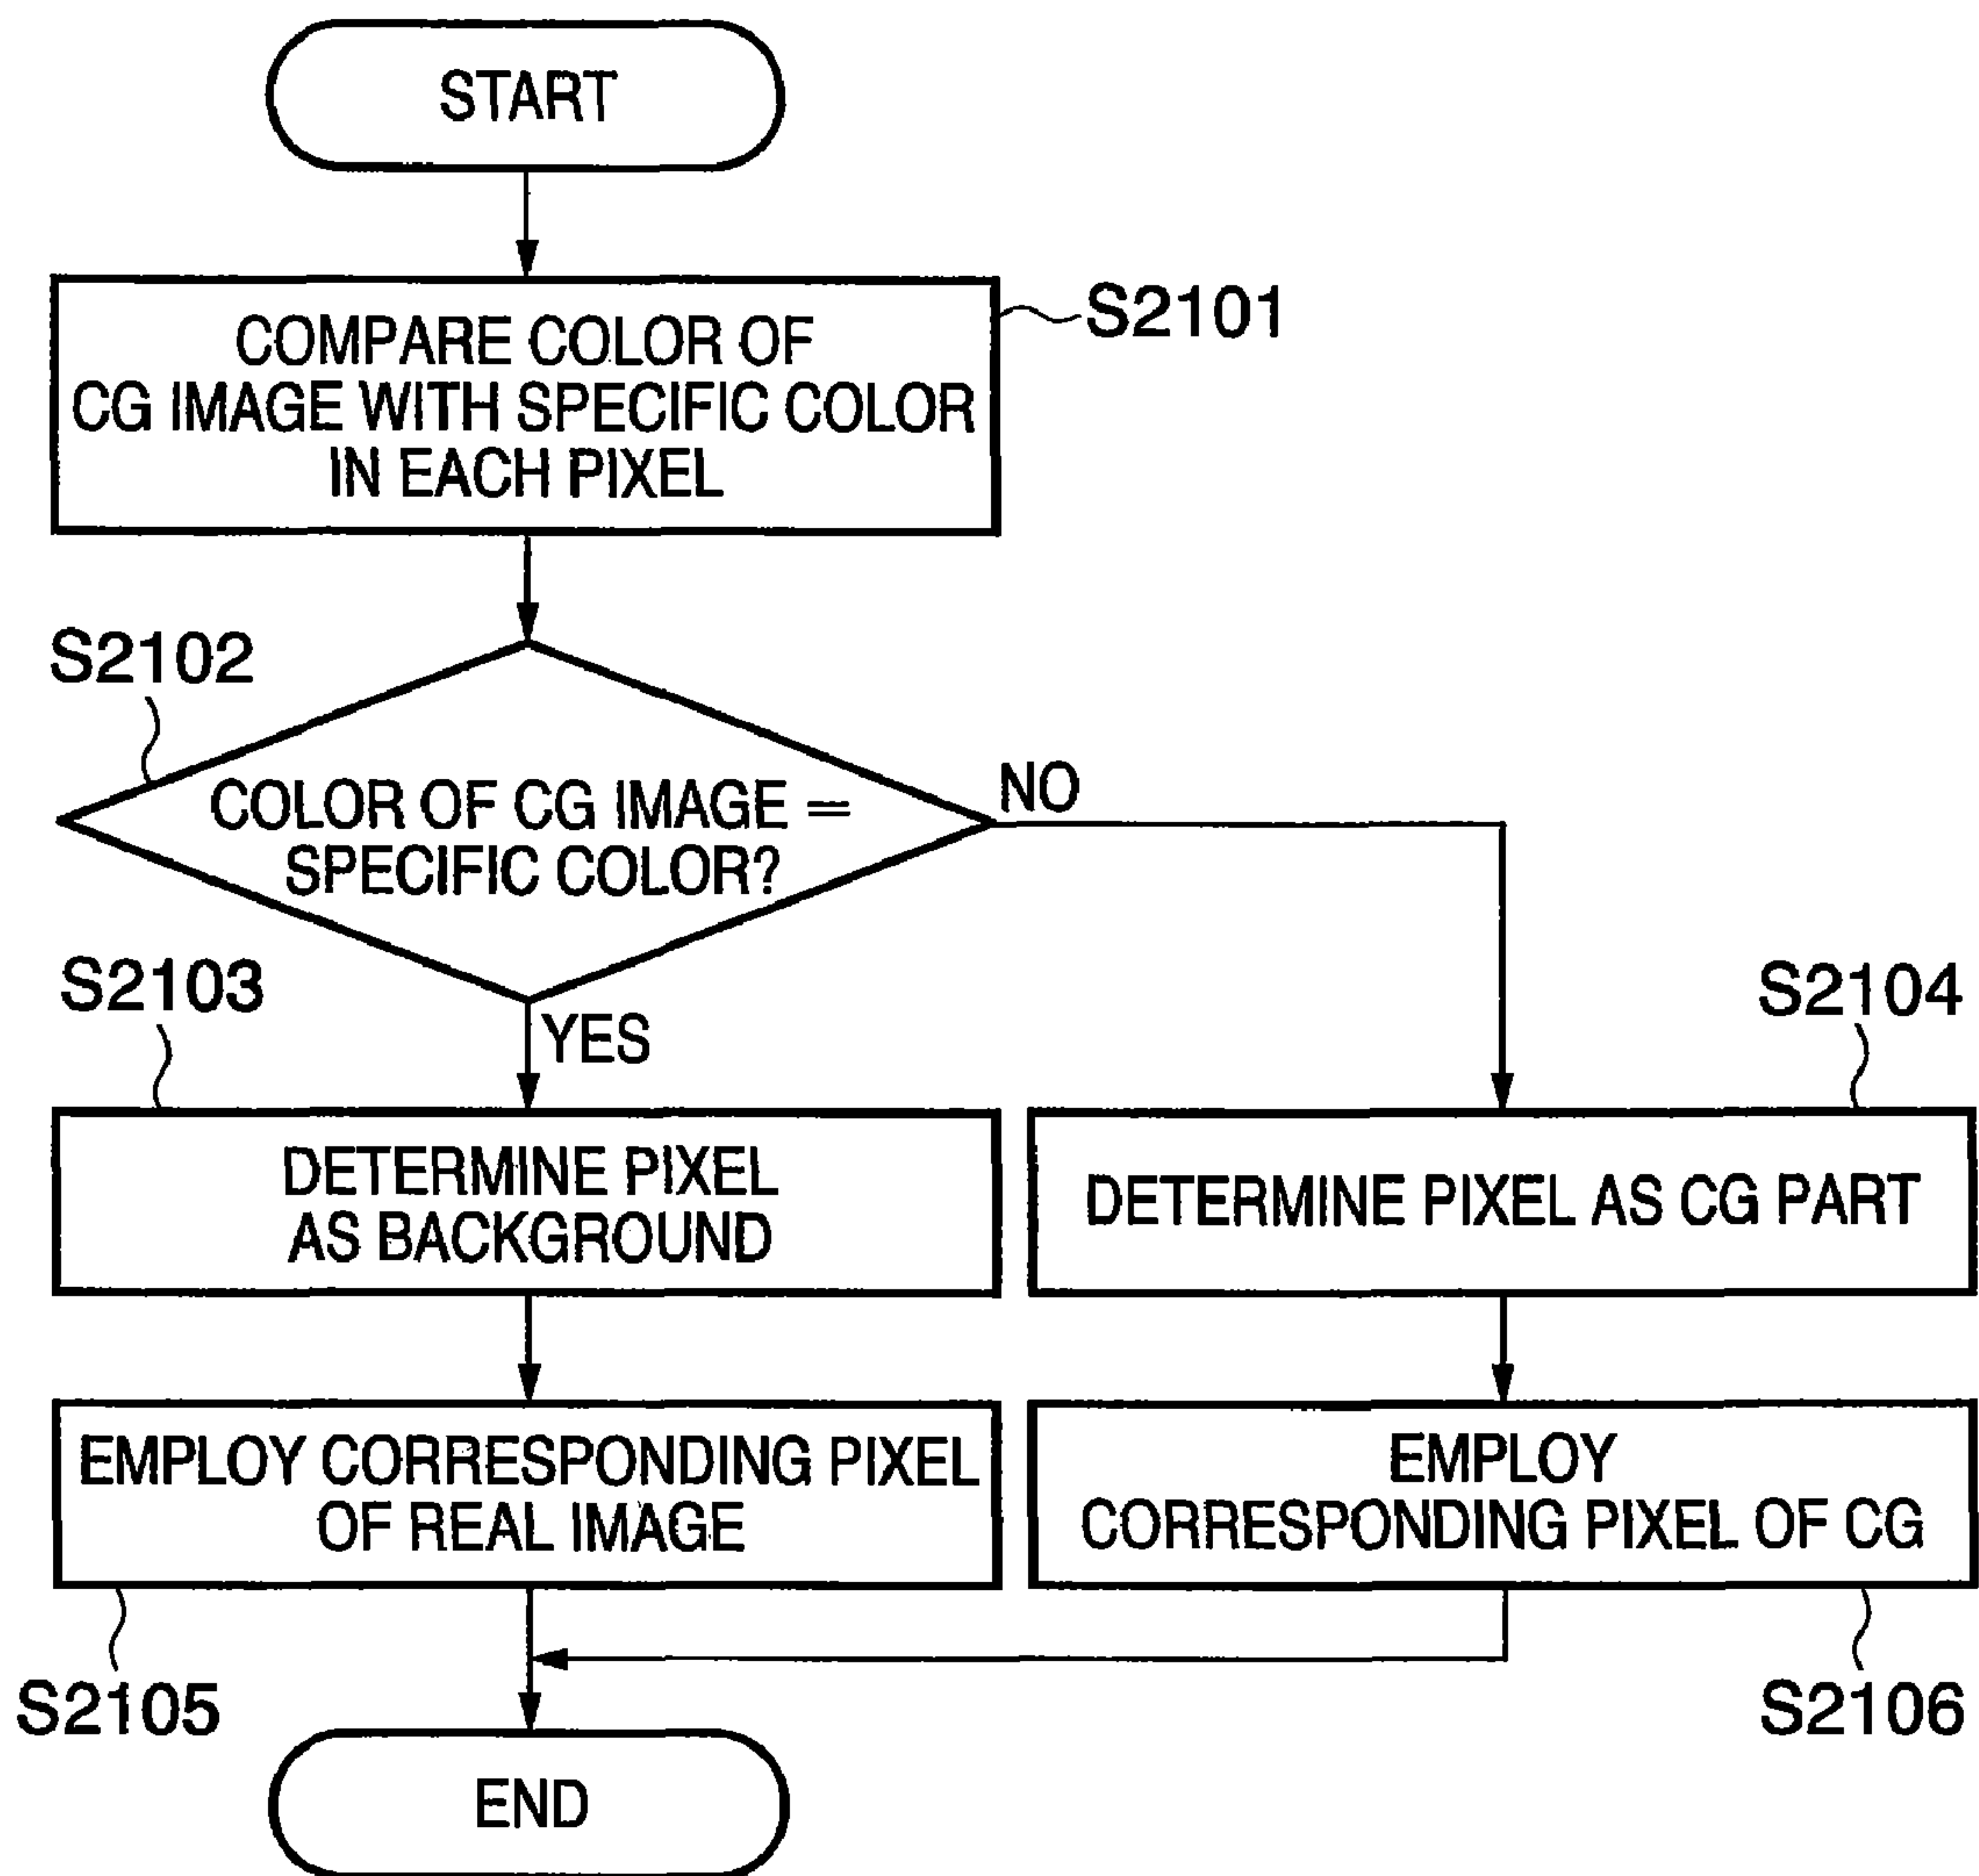 START
COMPARE COLOR OF
CG IMAGE WITH SPECIFIC COLOR
IN EACH PIXEL
S2101
S2102
COLOR OF CG IMAGE =
SPECIFIC COLOR?
NO
YES
S2103
S2104
DETERMINE PIXEL
AS BACKGROUND
DETERMINE PIXEL AS CG PART
EMPLOY CORRESPONDING PIXEL
OF REAL IMAGE
EMPLOY
CORRESPONDING PIXEL OF CG
S2105
S2106
END